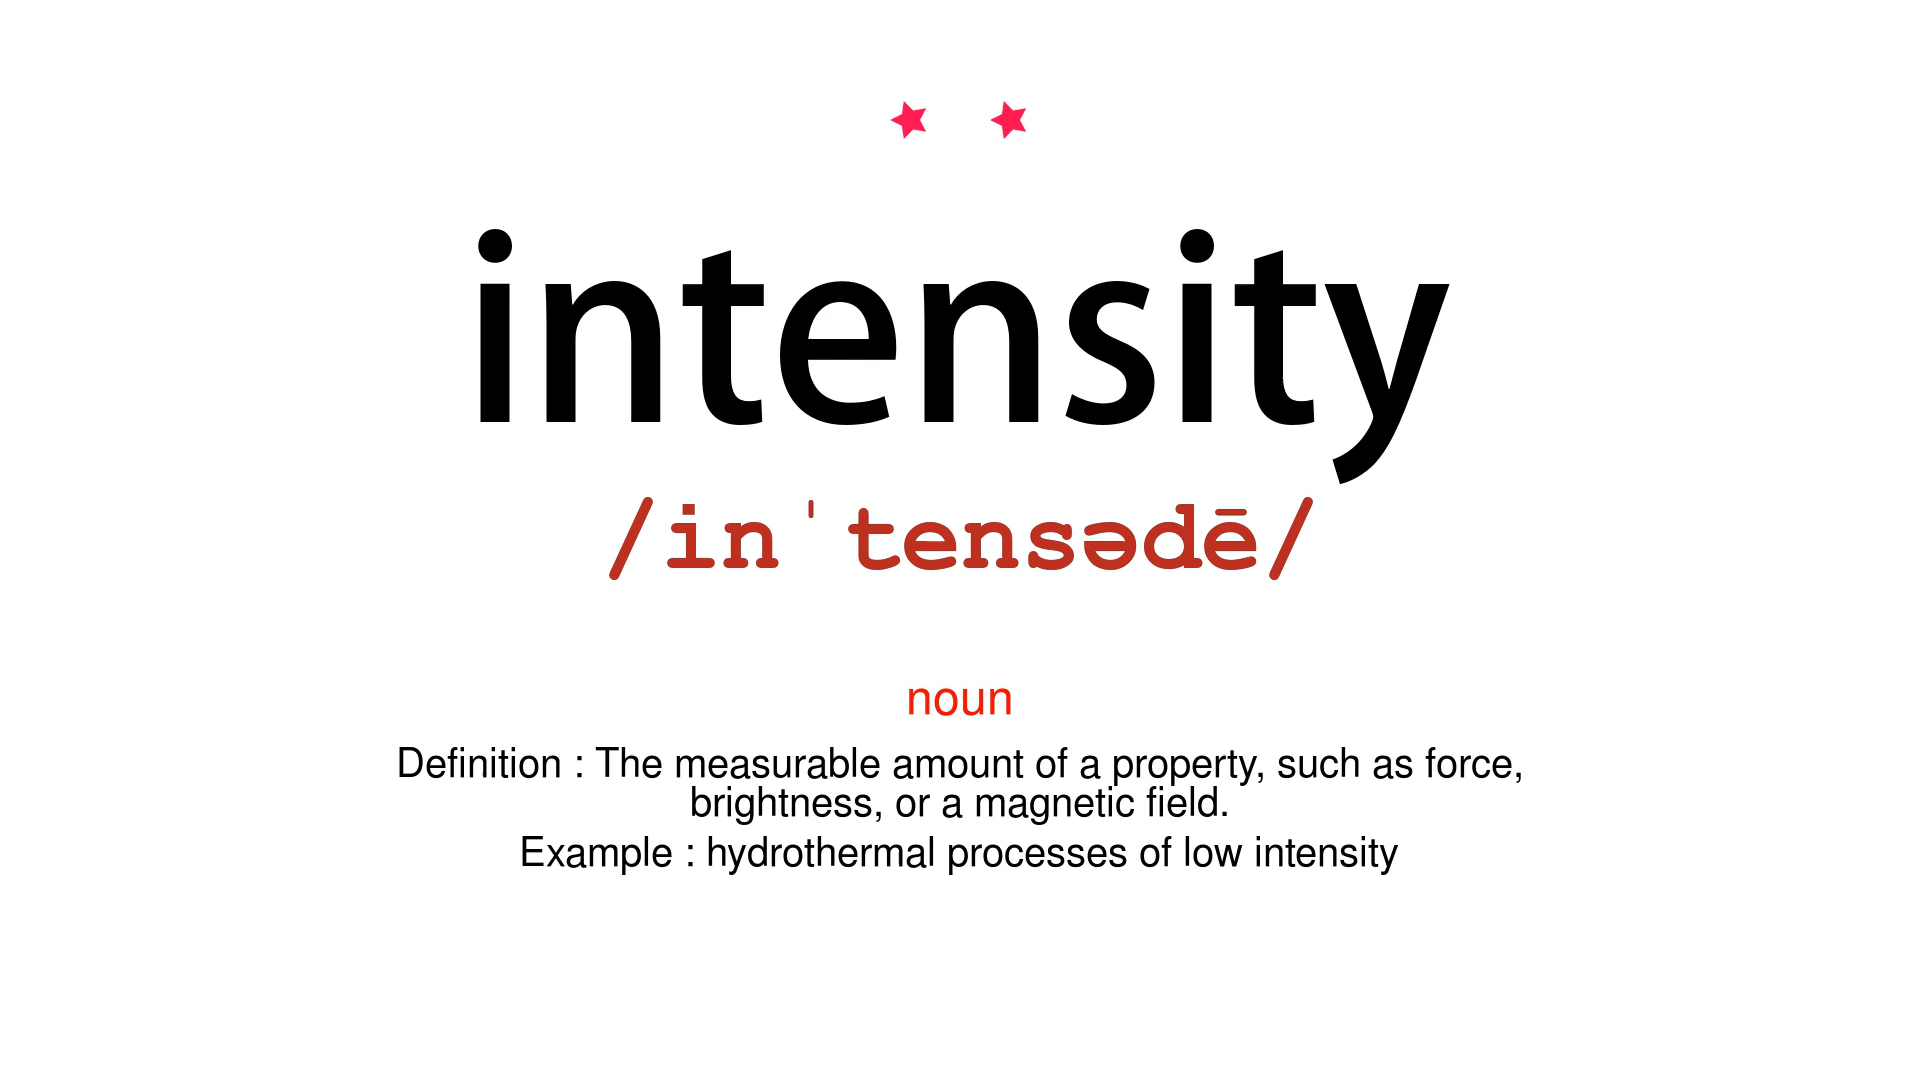 intensity
/inˈtensədē/
noun
Definition : The measurable amount of a property, such as force,
brightness, or a magnetic field.
Example : hydrothermal processes of low intensity